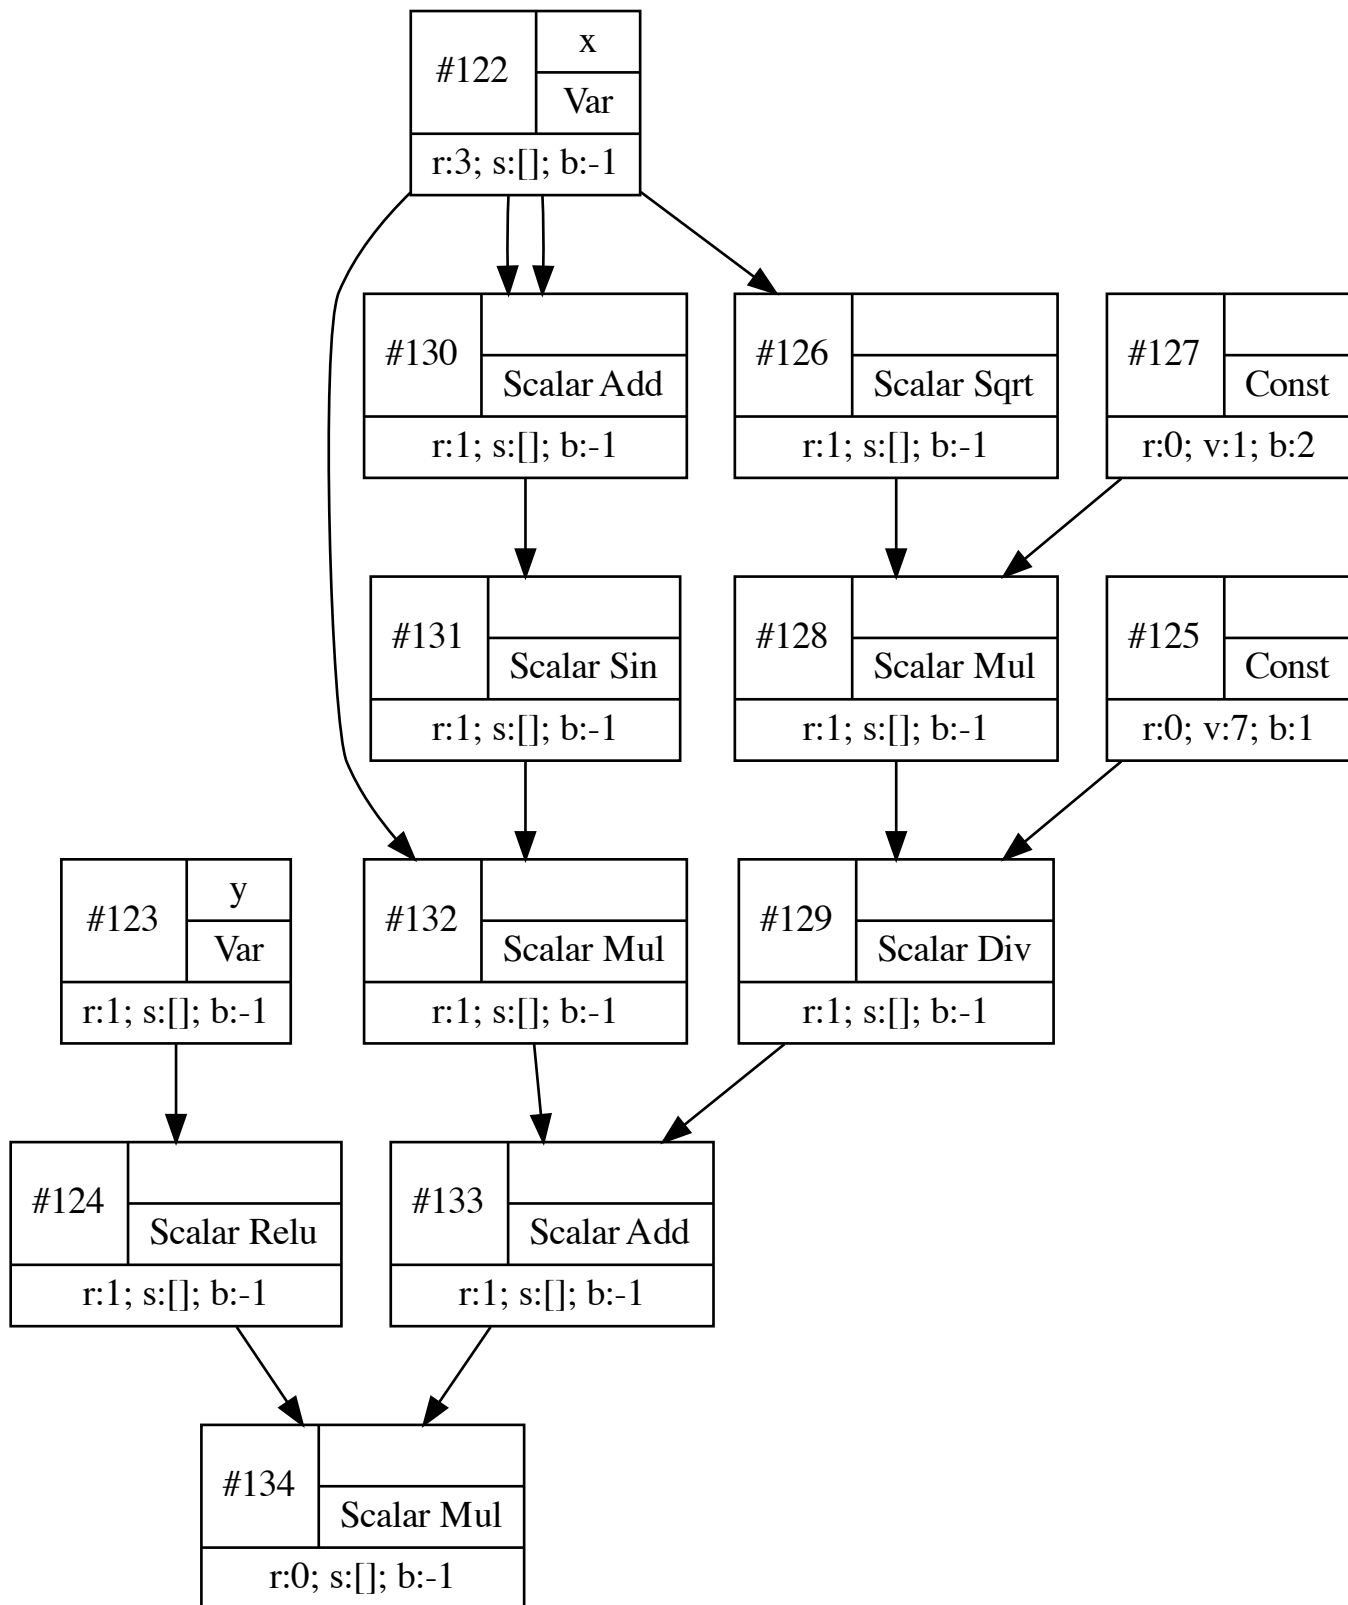 #122
x
Var
r:3; s:[]; b:-1
#130
Scalar Add
r:1; s:[]; b:-1
#126
Scalar Sqrt
r:1; s:[]; b:-1
#127
Const
r:0; v:1; b:2
#131
Scalar Sin
r:1; s:[]; b:-1
#128
Scalar Mul
r:1; s:[]; b:-1
#125
Const
r:0; v:7; b:1
#123
y
Var
r:1; s:[]; b:-1
#132
Scalar Mul
r:1; s:[]; b:-1
#129
Scalar Div
r:1; s:[]; b:-1
#124
Scalar Relu
r:1; s:[]; b:-1
#133
Scalar Add
r:1; s:[]; b:-1
#134
Scalar Mul
r:0; s:[]; b:-1